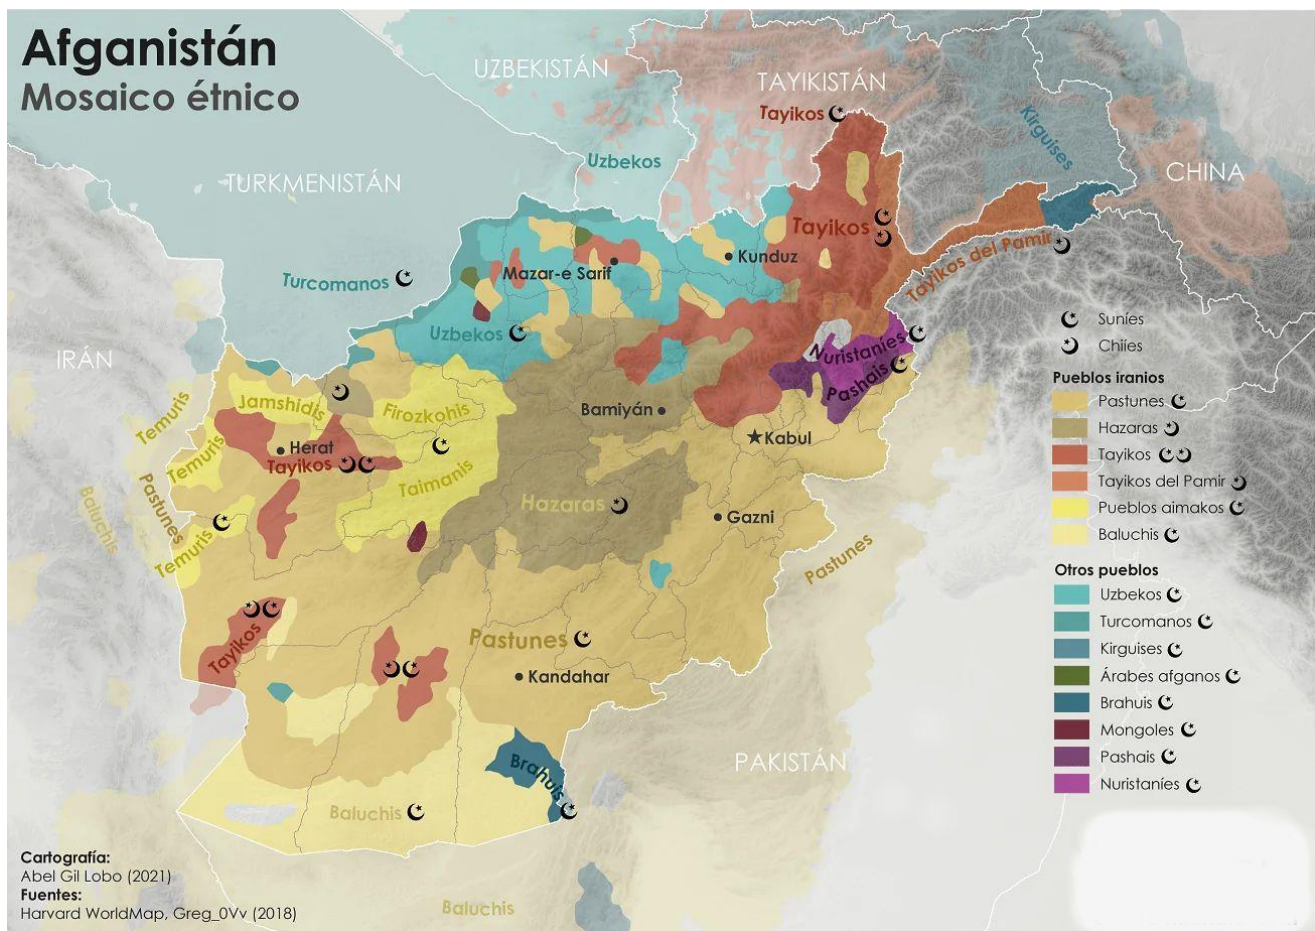 Afganistán
Mosaico étnico
UZBEKISTÁN
TAYIKISTÁN
Tayikos
Kirguises
CHINA
Uzbekos
TURKMENISTÁN
Tayikos
Tayikos del Pamir
Kunduz
Mazar-e Sarif
Turcomanos
Uzbekos
Nuristaníes
Pashais
IRÁN
Jamshidis
Firozkohis
Bamiyán
Temuris
Herat
Kabul
Tayikos
Temuris
Taimanis
Pastunes
Baluchis
Hazaras
Gazni
Temuris
Pastunes
Tayikos
Pastunes
Kandahar
PAKISTÁN
Brahuis
Baluchis
Baluchis
Suníes
Chiíes
Pueblos iranios
Pastunes
Hazaras
Tayikos
Tayikos del Pamir
Pueblos aimakos
Baluchis
Otros pueblos
Uzbekos
Turcomanos
Kirguises
Árabes afganos
Brahuis
Mongoles
Pashais
Nuristaníes
Cartografía:
Abel Gil Lobo (2021)
Fuentes:
Harvard WorldMap, Greg_0Vv (2018)